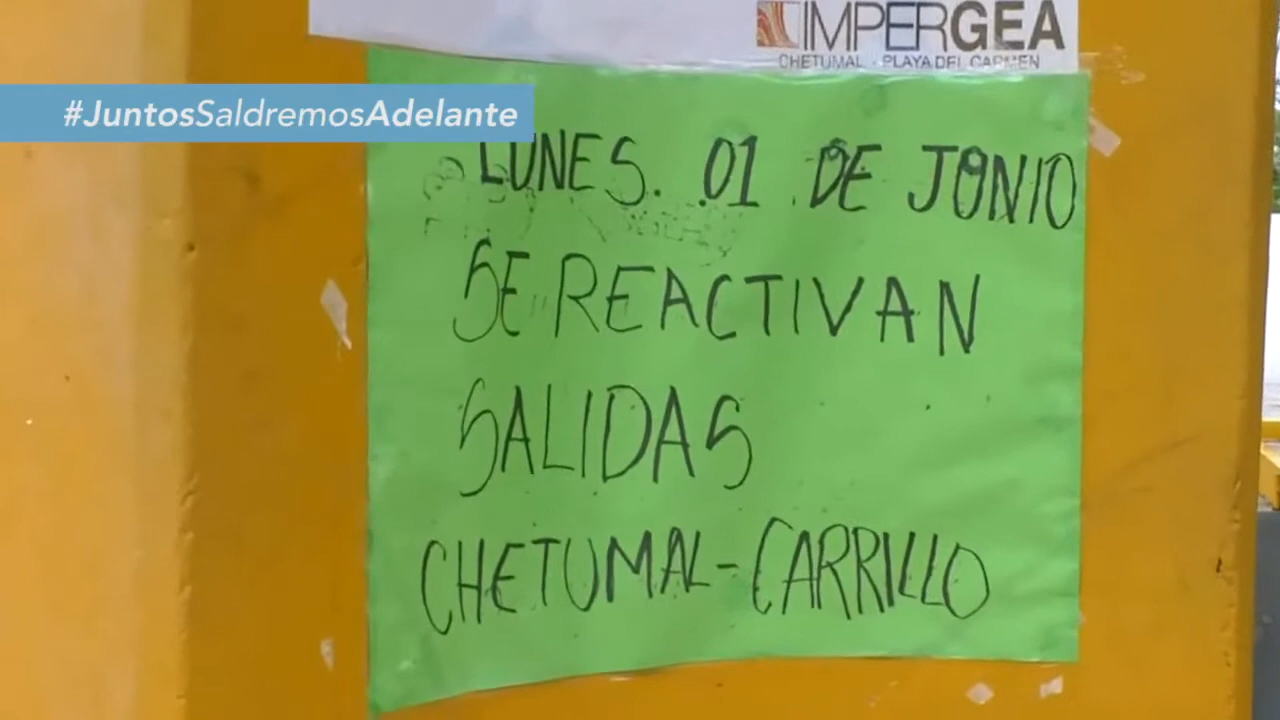 IMPERGEA
CHETUMAL - PLAYA DEL CARMEN
#JuntosSaldremosAdelante
LUNES. 01 DE JUNIO
SE REACTIVAN
SALIDAS
CHETUMAL-CARRILLO